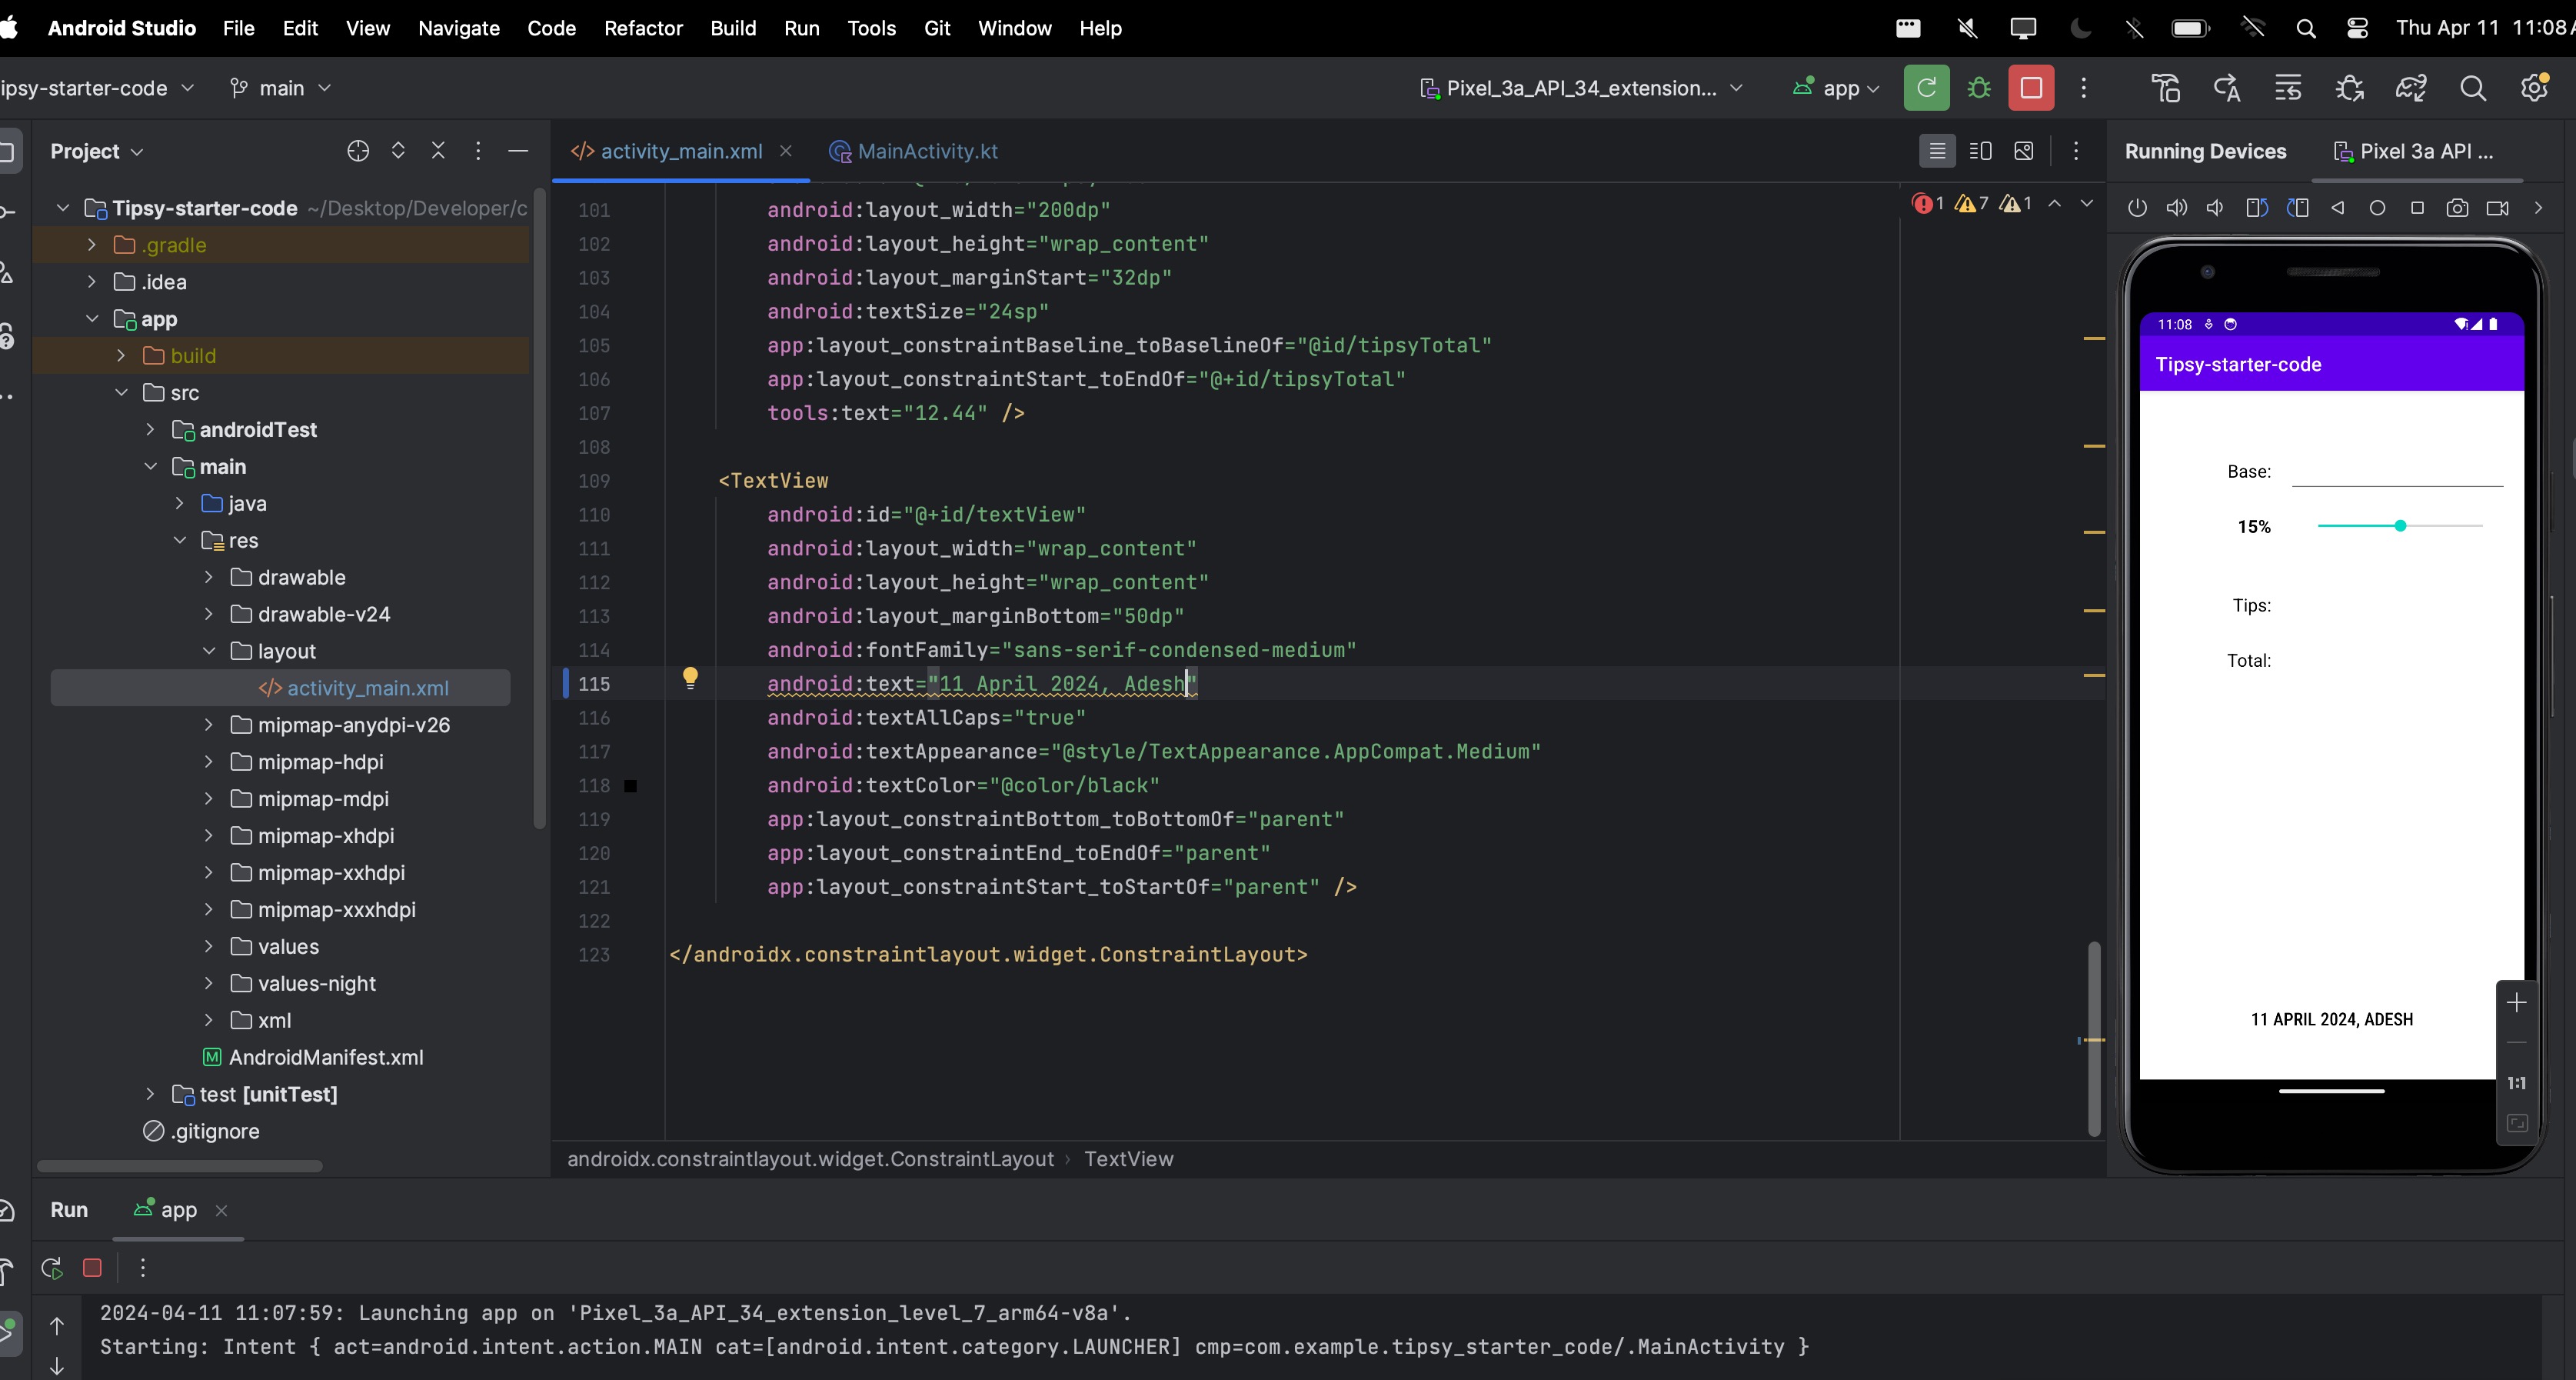 Android Studio File Edit View Navigate Code Refactor Build Run Tools Git Window Help Thu Apr 11 11:08
ipsy-starter-code main Pixel_3a_API_34_extension... app
Project
Tipsy-starter-code ~/Desktop/Developer/c
.gradle
.idea
app
build
src
androidTest
main
java
res
drawable
drawable-v24
layout
activity_main.xml
mipmap-anydpi-v26
mipmap-hdpi
mipmap-mdpi
mipmap-xhdpi
mipmap-xxhdpi
mipmap-xxxhdpi
values
values-night
xml
AndroidManifest.xml
test [unitTest]
.gitignore
activity_main.xml MainActivity.kt
1 7 1
101 android:layout_width="200dp"
102 android:layout_height="wrap_content"
103 android:layout_marginStart="32dp"
104 android:textSize="24sp"
105 app:layout_constraintBaseline_toBaselineOf="@id/tipsyTotal"
106 app:layout_constraintStart_toEndOf="@+id/tipsyTotal"
107 tools:text="12.44" />
108
109 <TextView
110 android:id="@+id/textView"
111 android:layout_width="wrap_content"
112 android:layout_height="wrap_content"
113 android:layout_marginBottom="50dp"
114 android:fontFamily="sans-serif-condensed-medium"
115 android:text="11 April 2024, Adesh"
116 android:textAllCaps="true"
117 android:textAppearance="@style/TextAppearance.AppCompat.Medium"
118 android:textColor="@color/black"
119 app:layout_constraintBottom_toBottomOf="parent"
120 app:layout_constraintEnd_toEndOf="parent"
121 app:layout_constraintStart_toStartOf="parent" />
122
123 </androidx.constraintlayout.widget.ConstraintLayout>
androidx.constraintlayout.widget.ConstraintLayout › TextView
Running Devices Pixel 3a API ...
11:08
Tipsy-starter-code
Base:
15%
Tips:
Total:
11 APRIL 2024, ADESH
1:1
Run app
2024-04-11 11:07:59: Launching app on 'Pixel_3a_API_34_extension_level_7_arm64-v8a'.
Starting: Intent { act=android.intent.action.MAIN cat=[android.intent.category.LAUNCHER] cmp=com.example.tipsy_starter_code/.MainActivity }